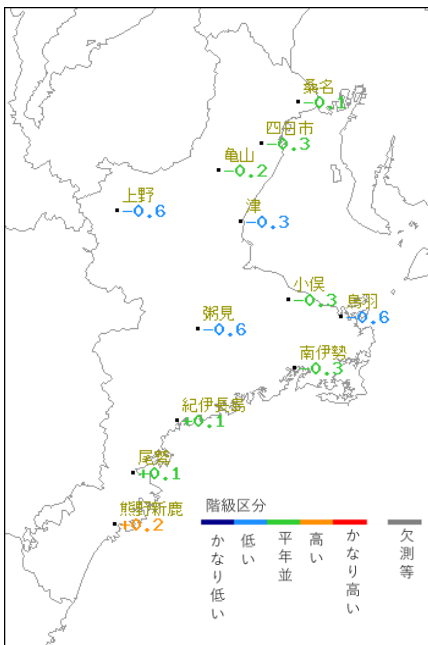 桑名
-0.1
四日市
-0.3
亀山
-0.2
上野
-0.6
津
-0.3
小俣
-0.3
鳥羽
-0.6
粥見
-0.6
南伊勢
-0.3
紀伊長島
+0.1
尾鷲
+0.1
熊野新鹿
+0.2
階級区分
かなり低い
低い
平年並
高い
かなり高い
欠測等